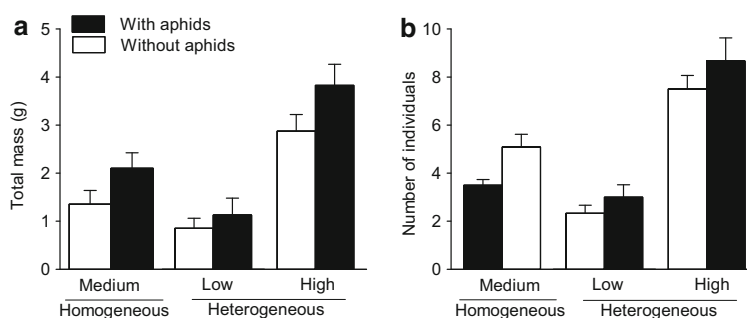 a
With aphids
Without aphids
Total mass (g)
5
4
3
2
1
0
Medium
Low
High
Homogeneous
Heterogeneous
b
Number of individuals
10
8
6
4
2
0
Medium
Low
High
Homogeneous
Heterogeneous